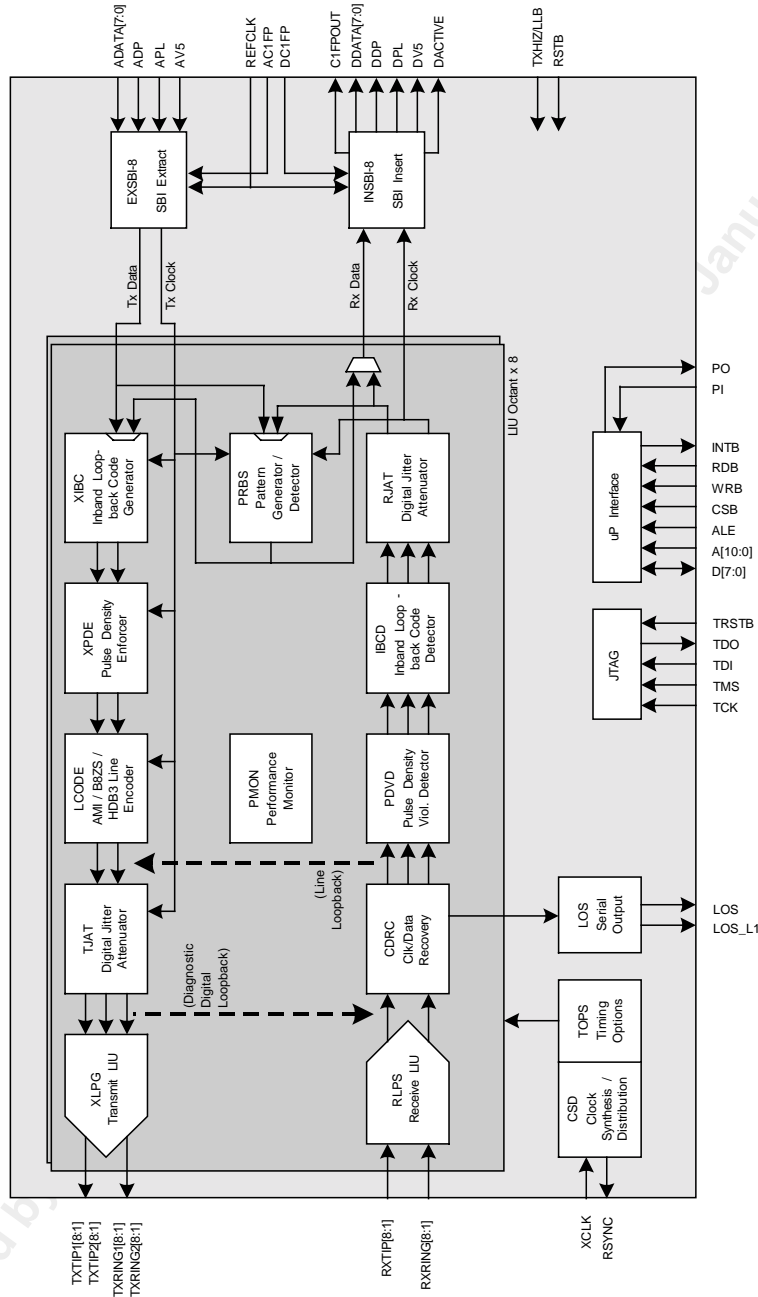 ADATA[7:0]
ADP
APL
AV5
REFCLK
AC1FP
DC1FP
C1FPOUT
DDATA[7:0]
DDP
DPL
DV5
DACTIVE
TXHIZ/LLB
RSTB
EXSBI-8
SBI Extract
INSBI-8
SBI Insert
Tx Data
Tx Clock
Rx Data
Rx Clock
LIU Octant x 8
XIBC
Inband Loop-
back Code
Generator
PRBS
Pattern
Generator /
Detector
RJAT
Digital Jitter
Attenuator
XPDE
Pulse Density
Enforcer
IBCD
Inband Loop -
back Code
Detector
LCODE
AMI / B8ZS /
HDB3 Line
Encoder
PMON
Performance
Monitor
PDVD
Pulse Density
Viol. Detector
(Line
Loopback)
TJAT
Digital Jitter
Attenuator
CDRC
Clk/Data
Recovery
(Diagnostic
Digital
Loopback)
XLPG
Transmit LIU
RLPS
Receive LIU
TXTIP1[8:1]
TXTIP2[8:1]
TXRING1[8:1]
TXRING2[8:1]
RXTIP[8:1]
RXRING[8:1]
XCLK
RSYNC
uP Interface
PO
PI
INTB
RDB
WRB
CSB
ALE
A[10:0]
D[7:0]
JTAG
TRSTB
TDO
TDI
TMS
TCK
LOS
Serial
Output
LOS
LOS_L1
TOPS
Timing
Options
CSD
Clock
Synthesis /
Distribution
Janu
d by